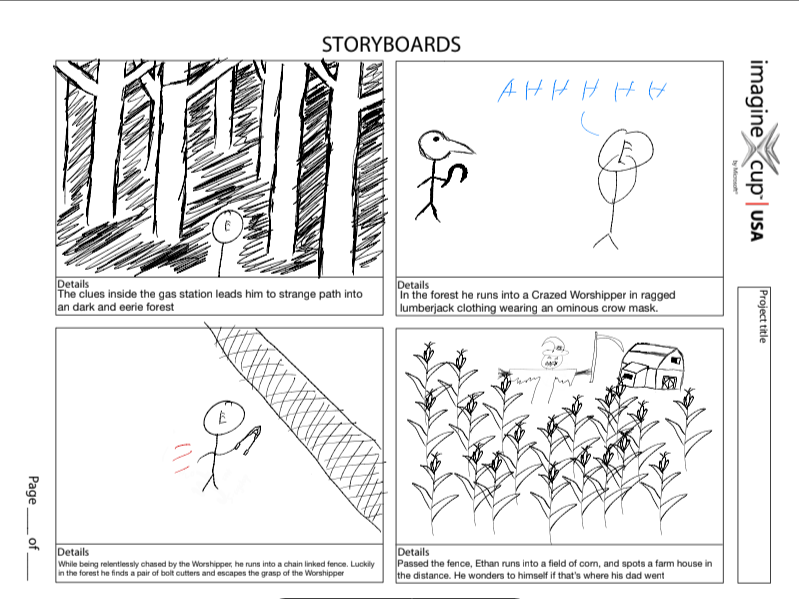 STORYBOARDS
E
Details
The clues inside the gas station leads him to strange path into
an dark and eerie forest
AHHHHH
E
Details
In the forest he runs into a Crazed Worshipper in ragged
lumberjack clothing wearing an ominous crow mask.
E
Details
While being relentlessly chased by the Worshipper, he runs into a chain linked fence. Luckily
in the forest he finds a pair of bolt cutters and escapes the grasp of the Worshipper
Details
Passed the fence, Ethan runs into a field of corn, and spots a farm house in
the distance. He wonders to himself if that's where his dad went
imagine cup | USA
by Microsoft
Project title
Page ____ of ____